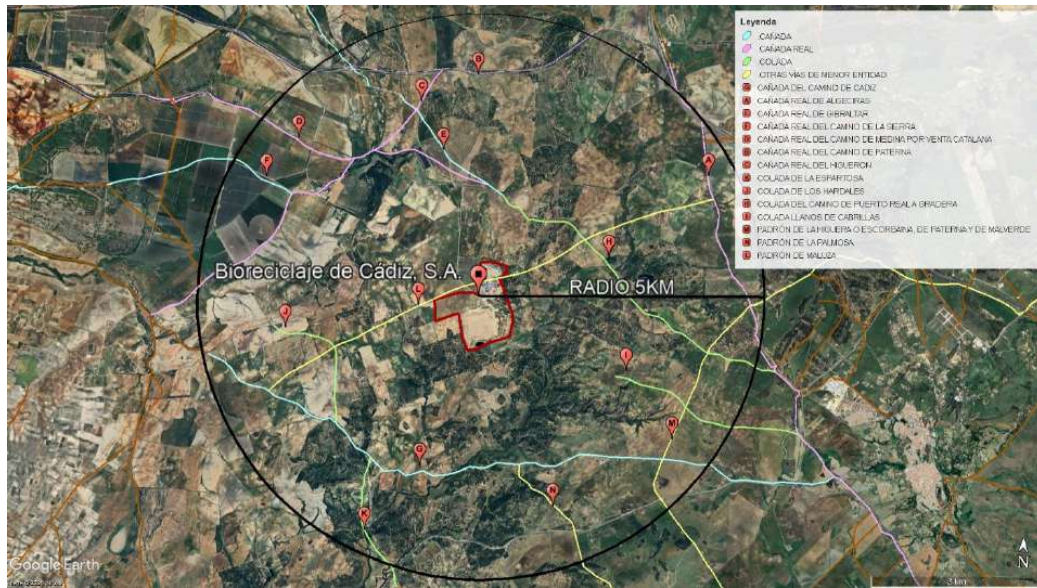 Leyenda
CAÑADA
CAÑADA REAL
COLADA
OTRAS VÍAS DE MENOR ENTIDAD
CAÑADA DEL CAMINO DE CADIZ
A CAÑADA REAL DE ALGECIRAS
CAÑADA REAL DE GIBRALTAR
CAÑADA REAL DEL CAMINO DE LA SIERRA
CAÑADA REAL DEL CAMINO DE MEDINA POR VENTA CATALANA
CAÑADA REAL DEL CAMINO DE PATERNA
C CAÑADA REAL DEL HIGUERON
K COLADA DE LA ESPARTOSA
J COLADA DE LOS HARDALES
H COLADA DEL CAMINO DE PUERTO REAL A GRADERA
I COLADA LLANOS DE CABRILLAS
M PADRÓN DE LA HIGUERA O ESCORBAINA, DE PATERNA Y DE MALVERDE
N PADRÓN DE LA PALMOSA
L PADRÓN DE MALUZA
B
C
D
E
F
A
H
Bioreciclaje de Cádiz, S.A.
RADIO 5KM
L
J
I
M
G
N
K
Google Earth
3 km
N